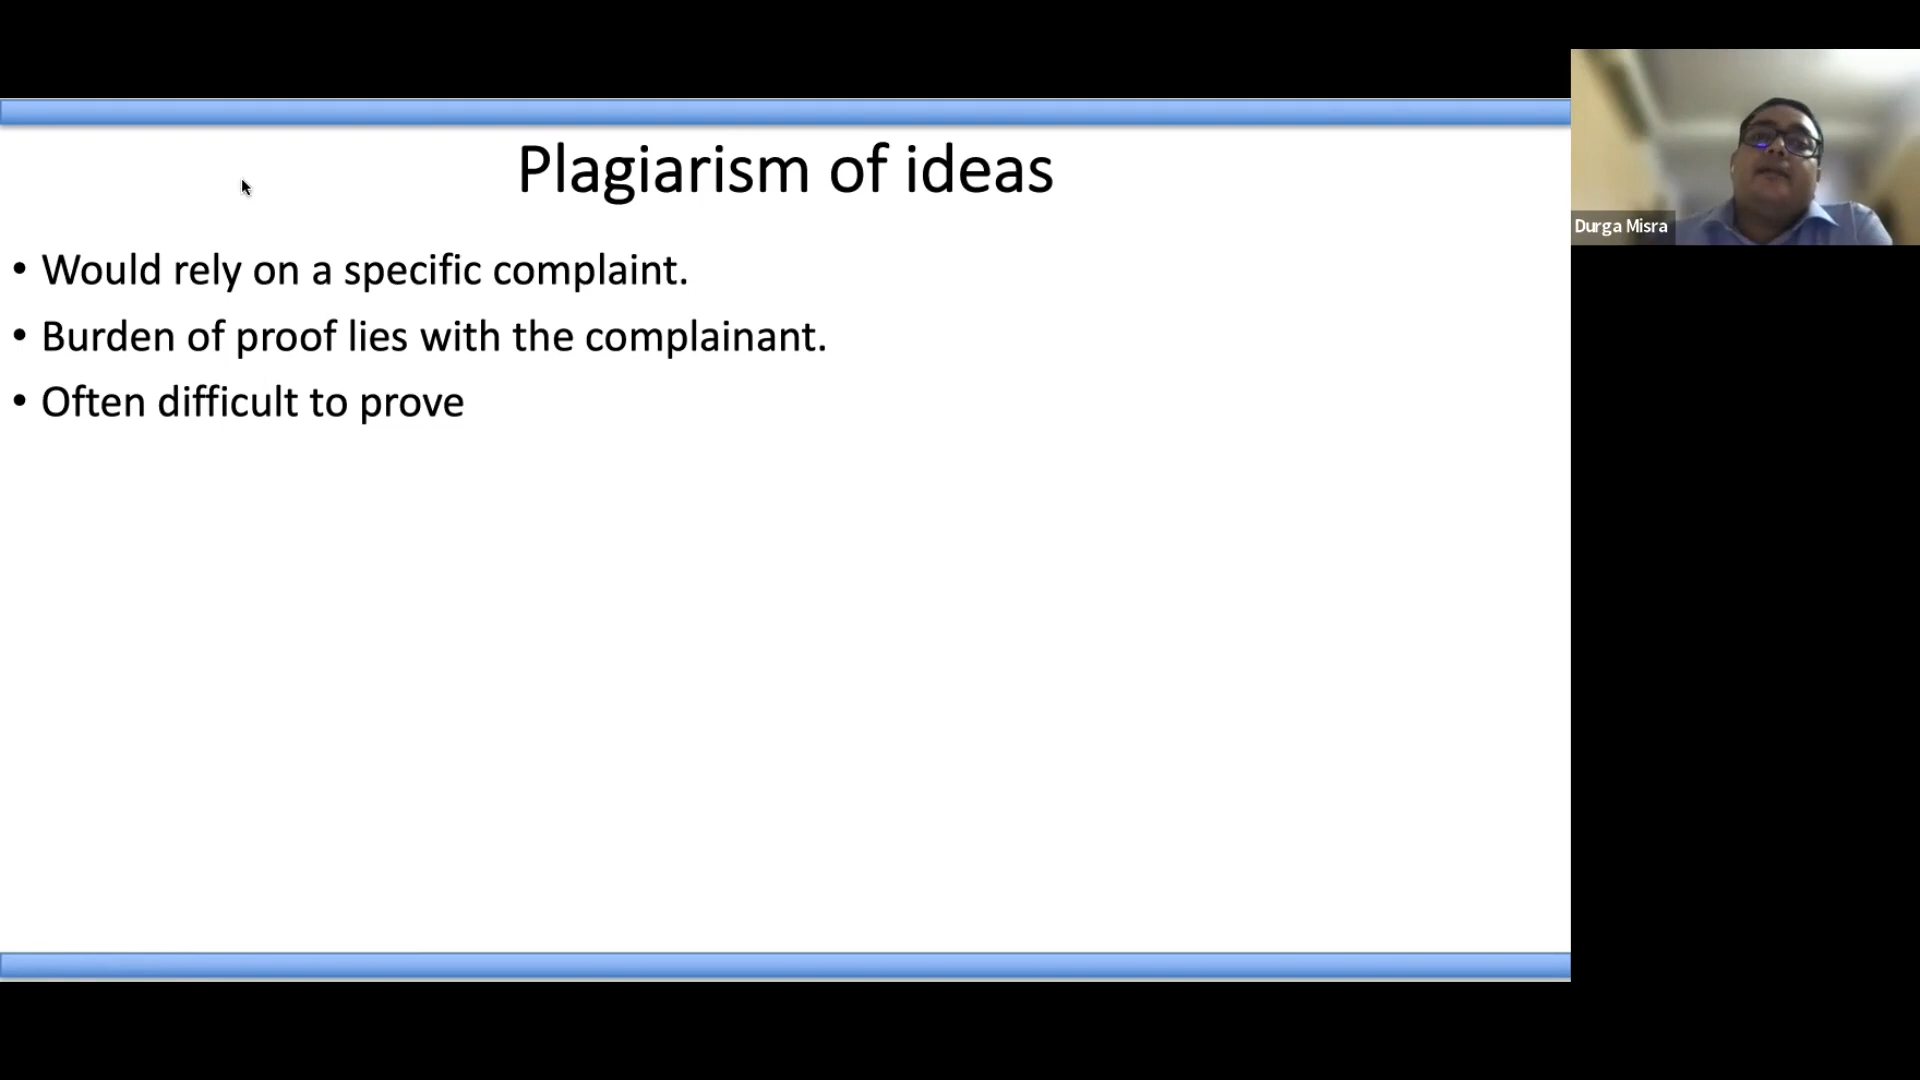 Plagiarism of ideas
• Would rely on a specific complaint.
• Burden of proof lies with the complainant.
• Often difficult to prove
Durga Misra